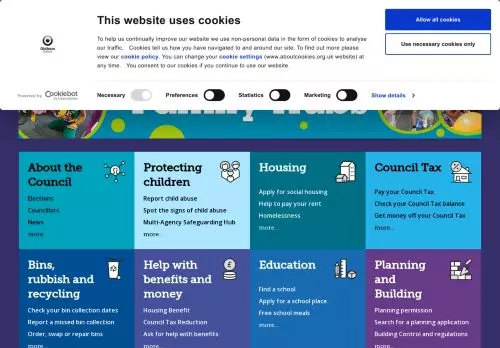 This website uses cookies
To help us continually improve our website we use non-personal data in the form of cookies to analyse
our traffic.   Cookies tell us how you have navigated to and around our site. To find out more please
view our cookie policy. You can change your cookie settings (www.aboutcookies.org.uk website) at
any time.   You consent to our cookies if you continue to use our website.
Allow all cookies
Use necessary cookies only
Oldham
Council
Powered by
Cookiebot
by Usercentrics
Necessary
Preferences
Statistics
Marketing
Show details
Family Hubs
About the
Council
Elections
Councillors
News
more
Protecting
children
Report child abuse
Spot the signs of child abuse
Multi-Agency Safeguarding Hub
more...
Housing
Apply for social housing
Help to pay your rent
Homelessness
more...
Council Tax
Pay your Council Tax
Check your Council Tax balance
Get money off your Council Tax
more...
Bins,
rubbish and
recycling
Check your bin collection dates
Report a missed bin collection
Order, swap or repair bins
Help with
benefits and
money
Housing Benefit
Council Tax Reduction
Ask for help with benefits
Education
Find a school
Apply for a school place
Free school meals
more...
Planning
and
Building
Planning permission
Search for a planning application
Building Control and regulations